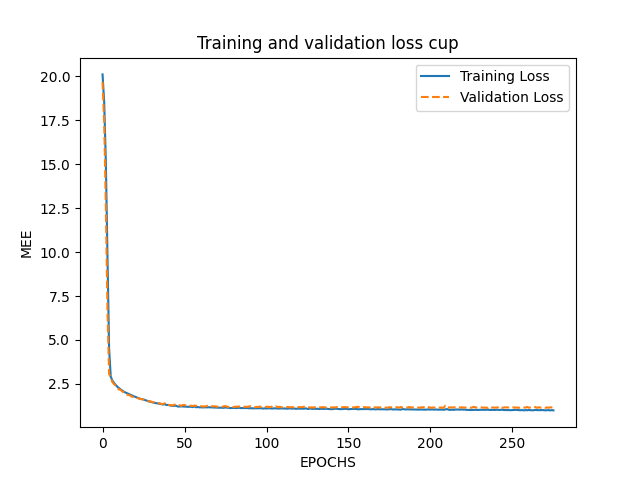 Training and validation loss cup
Training Loss
Validation Loss
20.0
17.5
15.0
12.5
10.0
7.5
5.0
2.5
MEE
0 50 100 150 200 250
EPOCHS